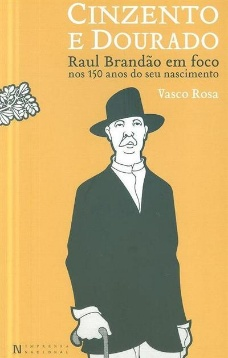 CINZENTO
E DOURADO
Raul Brandão em foco
nos 150 anos do seu nascimento
Vasco Rosa
N IMPRENSA
NACIONAL